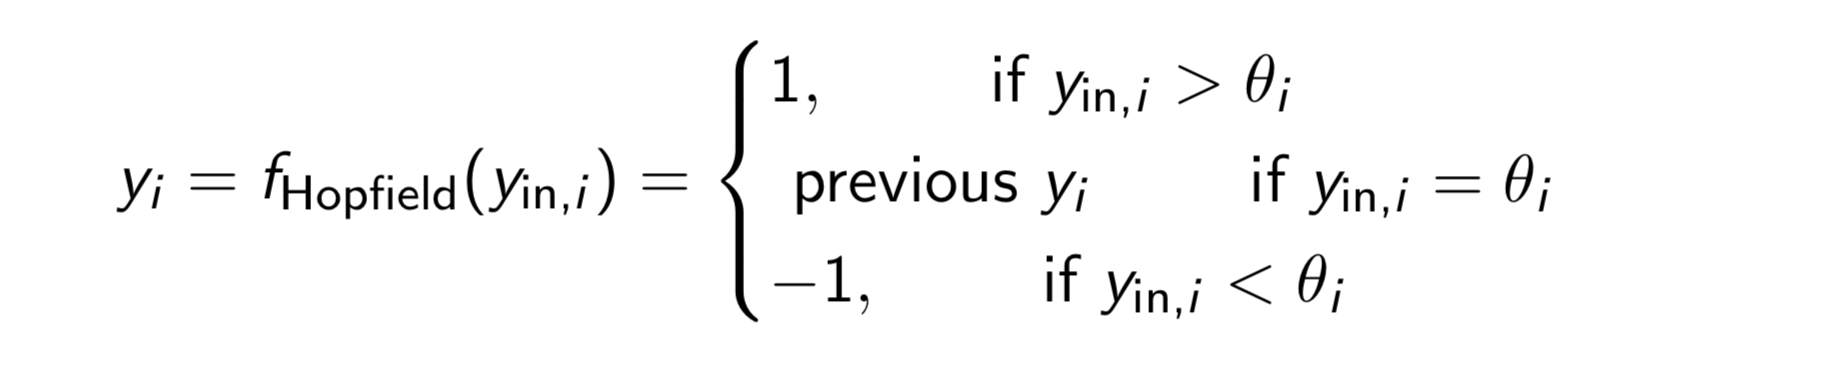 1, if y_in,i > θ_i
y_i = f_Hopfield(y_in,i) = { previous y_i if y_in,i = θ_i
−1, if y_in,i < θ_i